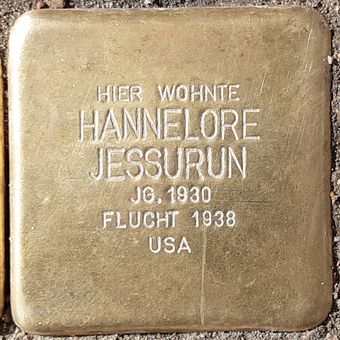 HIER WOHNTE
HANNELORE
JESSURUN
JG. 1930
FLUCHT 1938
USA